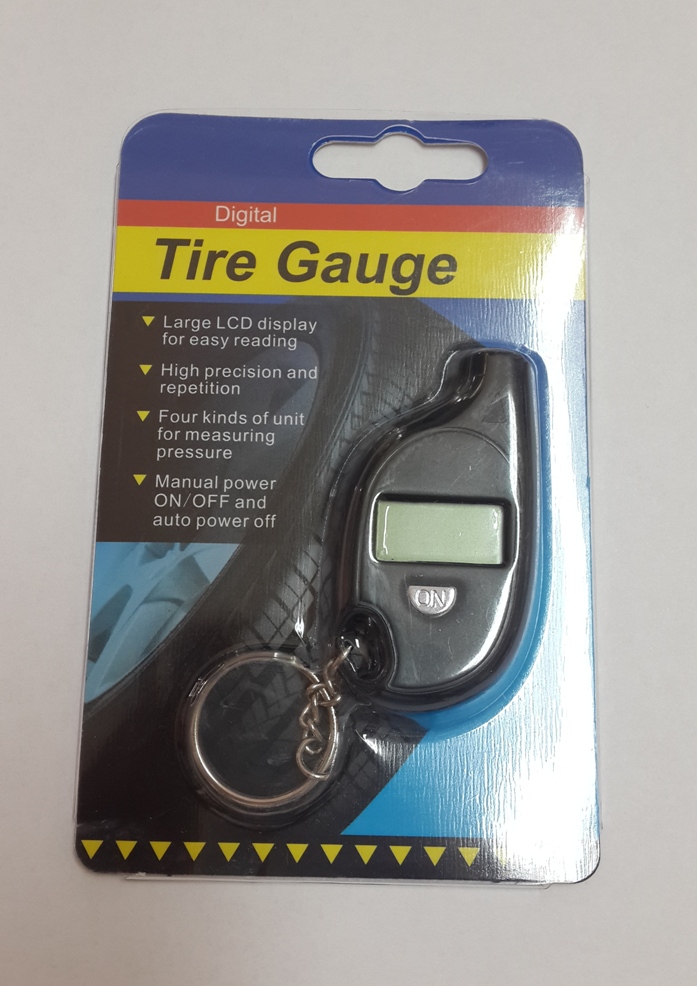 Digital
Tire Gauge
Large LCD display
for easy reading
High precision and
repetition
Four kinds of unit
for measuring
pressure
Manual power
ON/OFF and
auto power off
ON